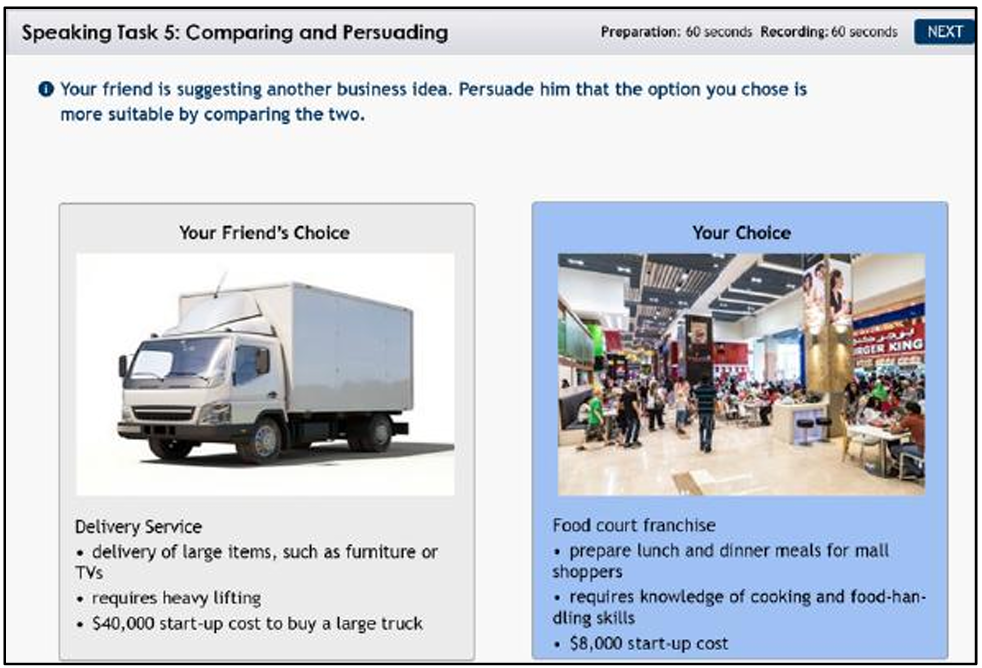 Speaking Task 5: Comparing and Persuading
Preparation: 60 seconds Recording: 60 seconds
NEXT
Your friend is suggesting another business idea. Persuade him that the option you chose is
more suitable by comparing the two.
Your Friend's Choice
Delivery Service
• delivery of large items, such as furniture or
TVs
• requires heavy lifting
• $40,000 start-up cost to buy a large truck
Your Choice
URGER KING
Food court franchise
• prepare lunch and dinner meals for mall
shoppers
• requires knowledge of cooking and food-han-
dling skills
• $8,000 start-up cost